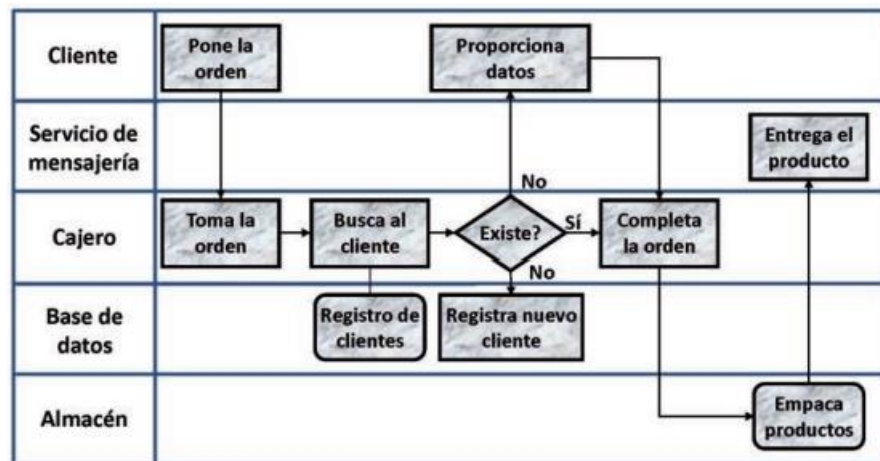 Cliente
Pone la
orden
Proporciona
datos
Servicio de
mensajería
Entrega el
producto
No
Cajero
Toma la
orden
Busca al
cliente
Existe?
Sí
Completa
la orden
No
Base de
datos
Registro de
clientes
Registra nuevo
cliente
Almacén
Empaca
productos